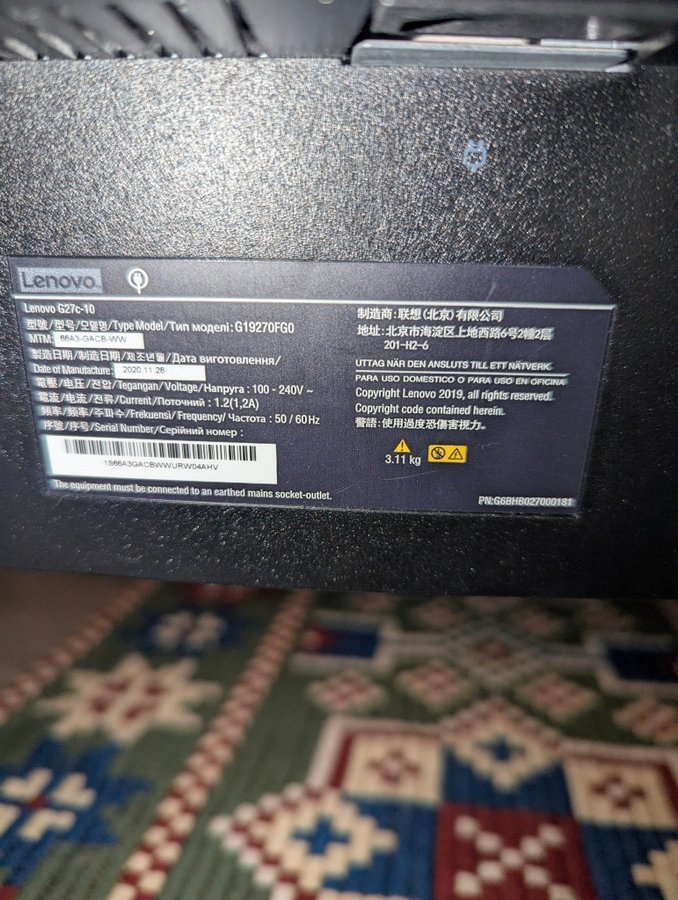 Lenovo
Lenovo G27c-10
型號/型号/모델명/Type Model/Тип моделі: G19270FG0
MTM: 66A3-GACB-WW
製造日期/制造日期/제조년월/Дата виготовлення/
Date of Manufacture: 2020.11.28
電壓/电压/전압/Tegangan/Voltage/Напруга : 100 - 240V ~
電流/电流/전류/Current/Поточний : 1.2(1,2A)
頻率/频率/주파수/Frekuensi/Frequency/ Частота : 50 / 60Hz
序號/序号/Serial Number/Серійний номер :
1S66A3GACBWWURW04AHV
The equipment must be connected to an earthed mains socket-outlet.
制造商: 联想(北京)有限公司
地址: 北京市海淀区上地西路6号2幢2层
201-H2-6
UTTAG NÄR DEN ANSLUTS TILL ETT NÄTVERK.
PARA USO DOMESTICO O PARA USO EN OFICINA
Copyright Lenovo 2019, all rights reserved.
Copyright code contained herein.
警語: 使用過度恐傷害視力。
3.11 kg
PN:G6BHB027000181